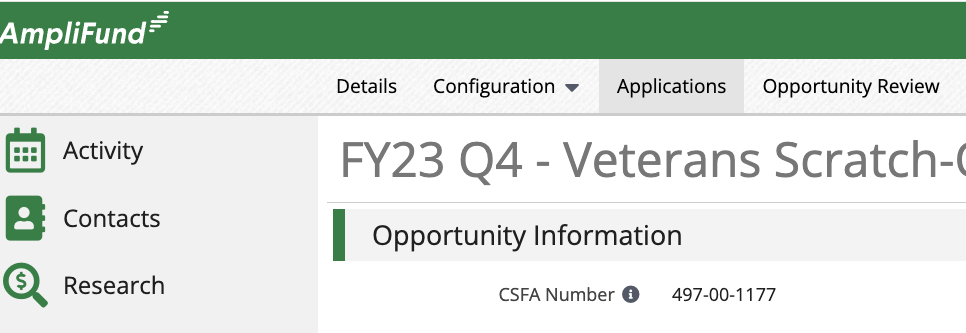 AmpliFund
Details Configuration Applications Opportunity Review
Activity
Contacts
Research
FY23 Q4 - Veterans
Opportunity Information
CSFA Number 497-00-1177